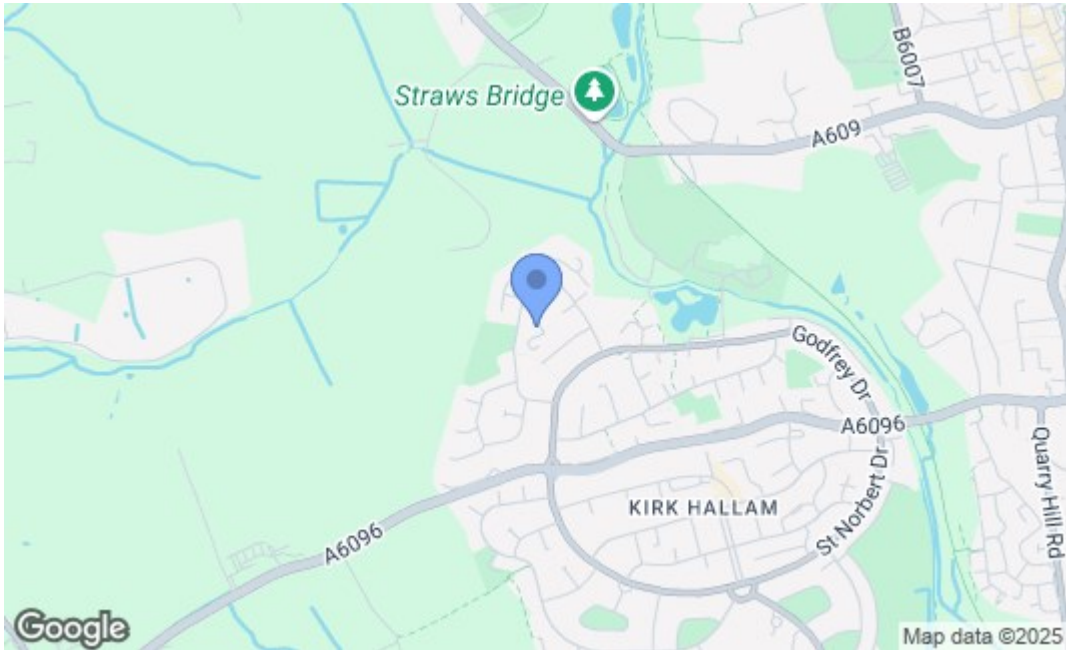 B6007
Straws Bridge
A609
Godfrey Dr
A6096
KIRK HALLAM
Quarry Hill Rd
St Norbert Dr
A6096
Google
Map data ©2025